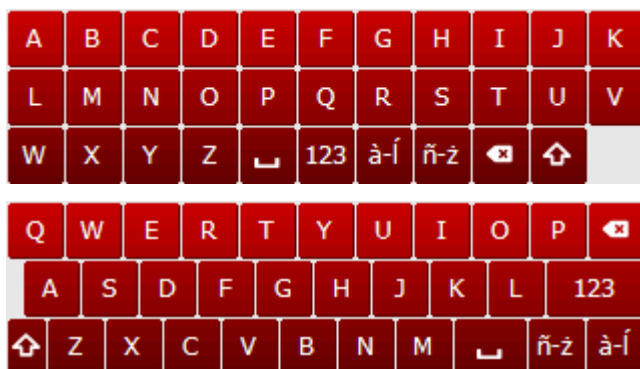 A B C D E F G H I J K
L M N O P Q R S T U V
W X Y Z 123 à-Í ñ-ż
Q W E R T Y U I O P
A S D F G H J K L 123
Z X C V B N M ñ-ż à-Í